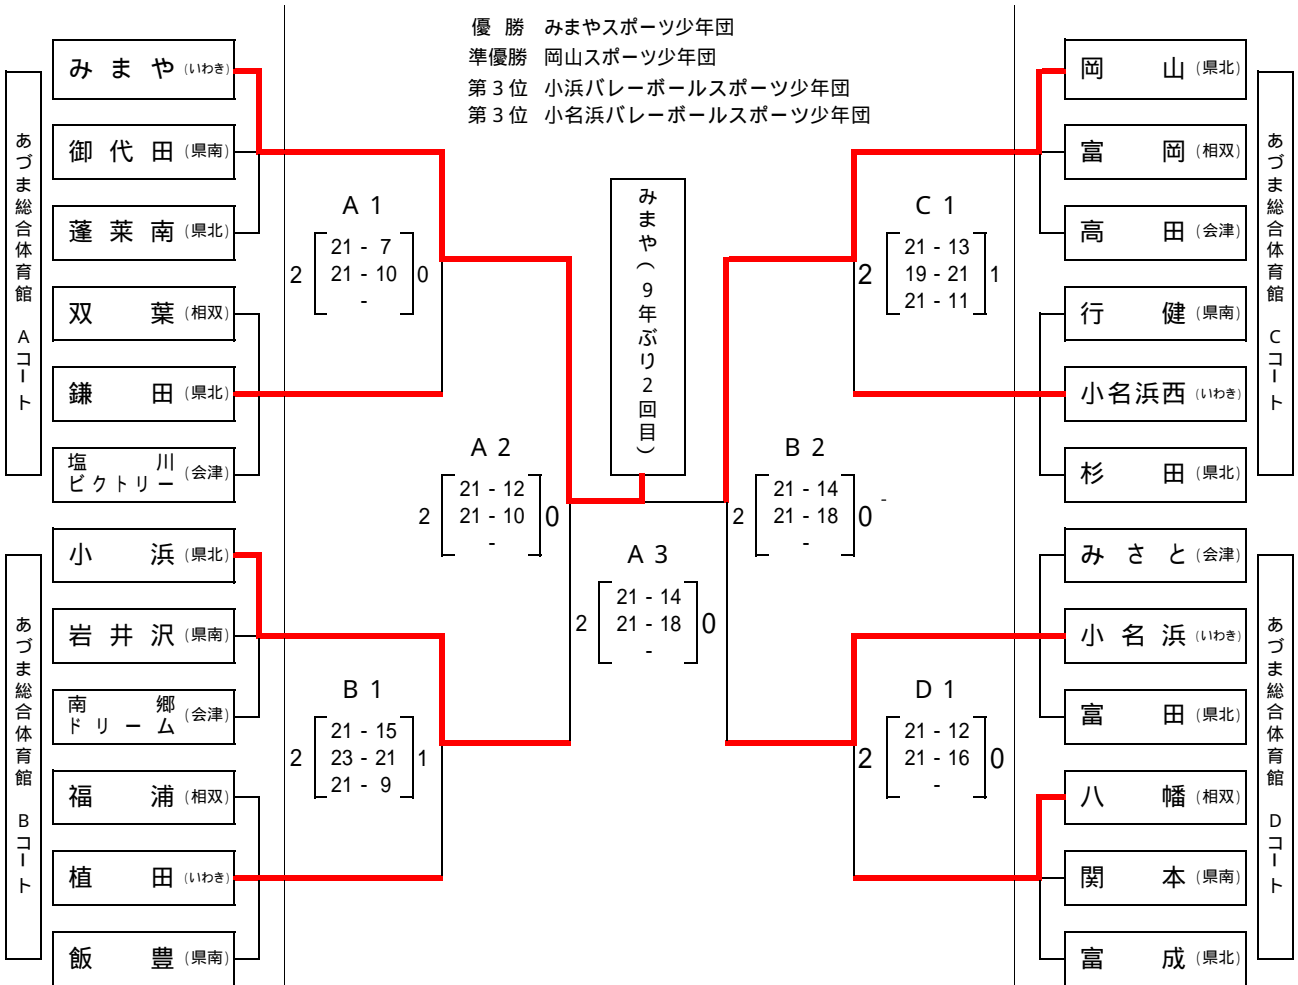 優 勝 みまやスポーツ少年団
準優勝 岡山スポーツ少年団
第３位 小浜バレーボールスポーツ少年団
第３位 小名浜バレーボールスポーツ少年団
あづま総合体育館 Aコート
み ま や (いわき)
御 代 田 (県南)
蓬 莱 南 (県北)
双 葉 (相双)
鎌 田 (県北)
塩 川
ビクトリー (会津)
あづま総合体育館 Bコート
小 浜 (県北)
岩 井 沢 (県南)
南 郷
ド リ ー ム (会津)
福 浦 (相双)
植 田 (いわき)
飯 豊 (県南)
A 1
21 - 7
2 21 - 10 0
-
B 1
21 - 15
2 23 - 21 1
21 - 9
A 2
21 - 12
2 21 - 10 0
-
みまや(９年ぶり２回目)
A 3
21 - 14
2 21 - 18 0
-
B 2
21 - 14
2 21 - 18 0 -
-
C 1
21 - 13
2 19 - 21 1
21 - 11
D 1
21 - 12
2 21 - 16 0
-
岡 山 (県北)
富 岡 (相双)
高 田 (会津)
行 健 (県南)
小名浜西 (いわき)
杉 田 (県北)
あづま総合体育館 Cコート
み さ と (会津)
小 名 浜 (いわき)
富 田 (県北)
八 幡 (相双)
関 本 (県南)
富 成 (県北)
あづま総合体育館 Dコート